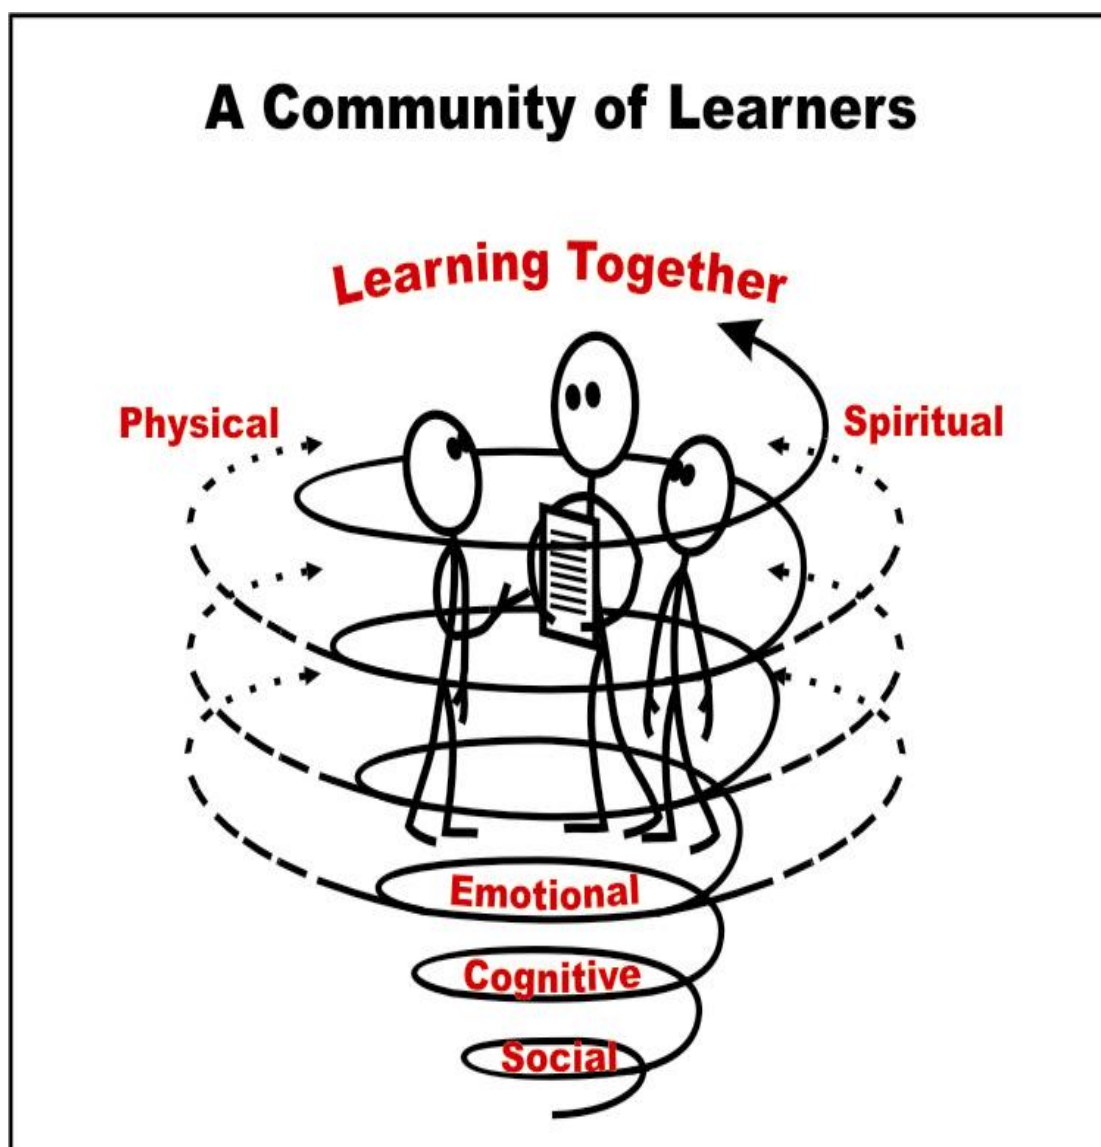 A Community of Learners
Learning Together
Physical
Spiritual
Emotional
Cognitive
Social